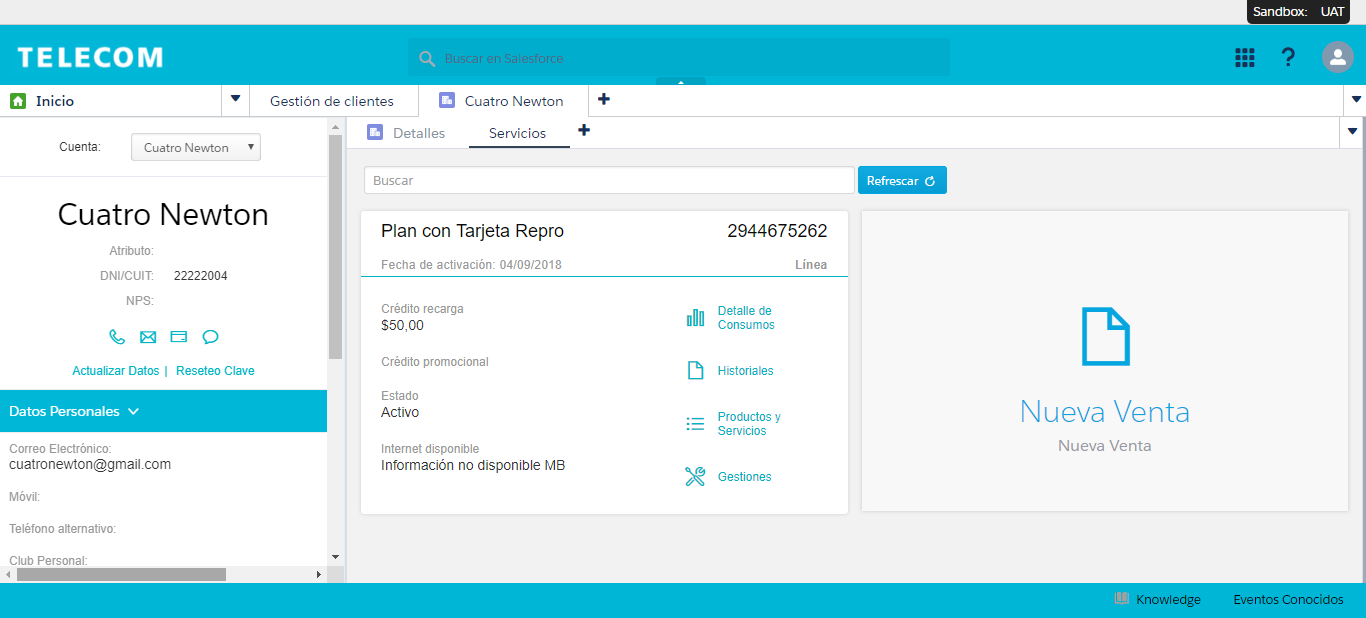 Sandbox: UAT
TELECOM
Buscar en Salesforce
?
Inicio
Gestión de clientes
Cuatro Newton
Cuenta:
Cuatro Newton
Detalles
Servicios
Cuatro Newton
Atributo:
DNI/CUIT: 22222004
NPS:
Actualizar Datos | Reseteo Clave
Datos Personales
Correo Electrónico:
cuatronewton@gmail.com
Móvil:
Teléfono alternativo:
Club Personal:
Buscar
Refrescar
Plan con Tarjeta Repro 2944675262
Fecha de activación: 04/09/2018 Línea
Crédito recarga
$50,00
Crédito promocional
Estado
Activo
Internet disponible
Información no disponible MB
Detalle de
Consumos
Historiales
Productos y
Servicios
Gestiones
Nueva Venta
Nueva Venta
Knowledge
Eventos Conocidos